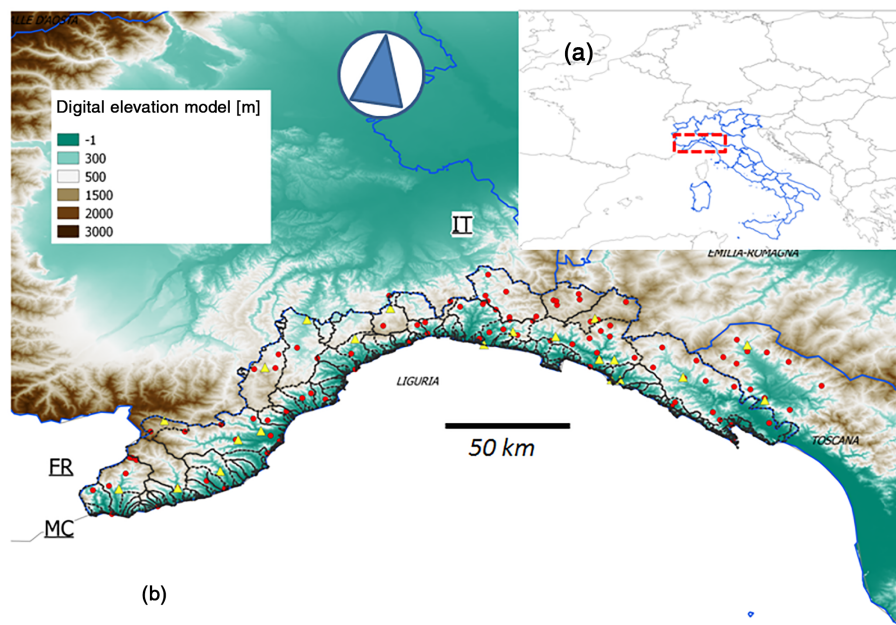 VALLE D'AOSTA
(a)
Digital elevation model [m]
-1
300
500
1500
2000
3000
IT
EMILIA-ROMAGNA
LIGURIA
50 km
TOSCANA
FR
MC
(b)